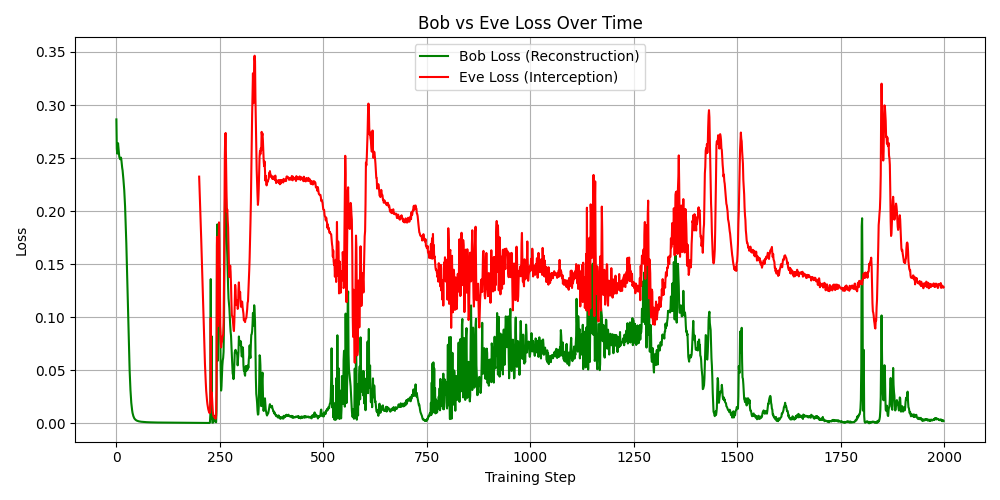 Bob vs Eve Loss Over Time
Bob Loss (Reconstruction)
Eve Loss (Interception)
Loss
0.35
0.30
0.25
0.20
0.15
0.10
0.05
0.00
0 250 500 750 1000 1250 1500 1750 2000
Training Step